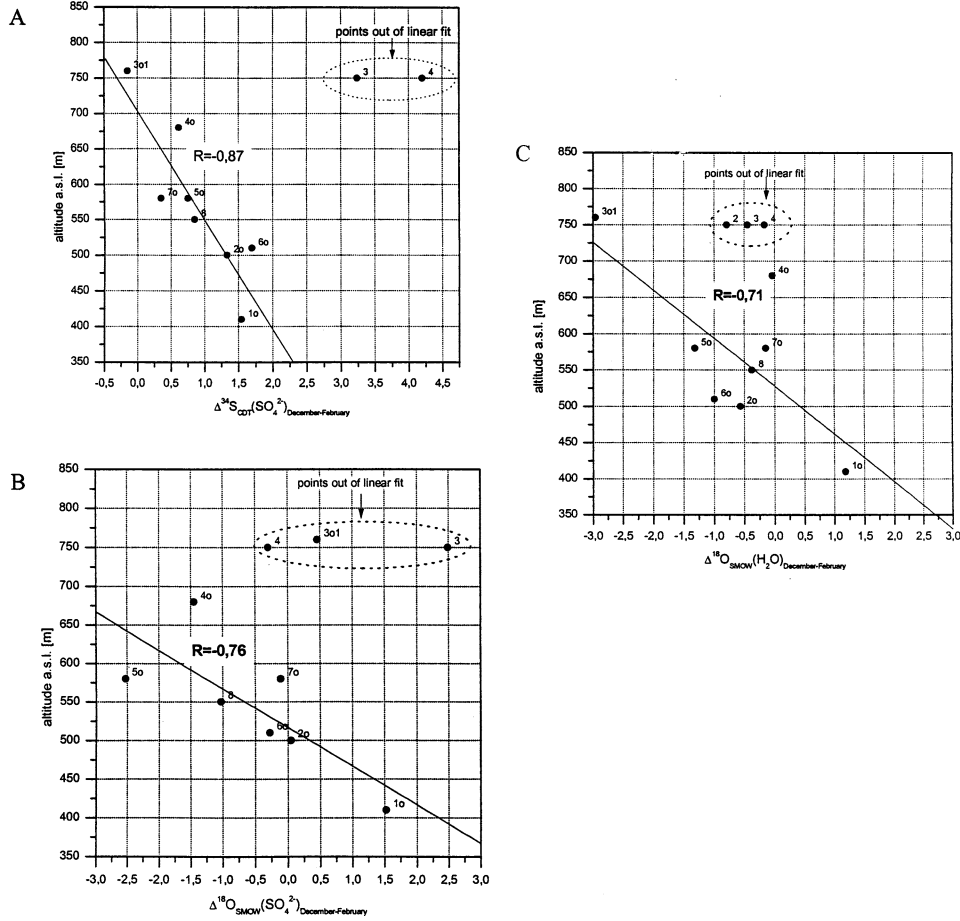 A
points out of linear fit
850
800
750
700
650
600
550
500
450
400
350
altitude a.s.l. [m]
3o1
3
4
4o
R=-0,87
7o
5o
8
2o
6o
1o
-0,5 0,0 0,5 1,0 1,5 2,0 2,5 3,0 3,5 4,0 4,5
Δ³⁴S_CDT(SO₄²⁻)_December-February
B
points out of linear fit
850
800
750
700
650
600
550
500
450
400
350
altitude a.s.l. [m]
4
3o1
3
4o
R=-0,76
5o
7o
8
6o
2o
1o
-3,0 -2,5 -2,0 -1,5 -1,0 -0,5 0,0 0,5 1,0 1,5 2,0 2,5 3,0
Δ¹⁸O_SMOW(SO₄²⁻)_December-February
C
points out of linear fit
850
800
750
700
650
600
550
500
450
400
350
altitude a.s.l. [m]
3o1
2
3
4
4o
R=-0,71
5o
7o
8
6o
2o
1o
-3,0 -2,5 -2,0 -1,5 -1,0 -0,5 0,0 0,5 1,0 1,5 2,0 2,5 3,0
Δ¹⁸O_SMOW(H₂O)_December-February